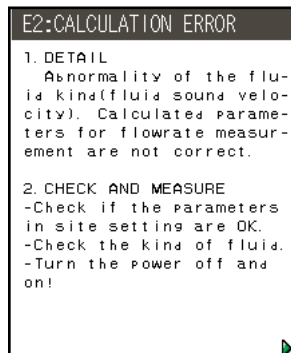 E2:CALCULATION ERROR
1. DETAIL
Abnormality of the flu-
id kind(fluid sound velo-
city). Calculated parame-
ters for flowrate measur-
ement are not correct.
2. CHECK AND MEASURE
-Check if the parameters
in site setting are OK.
-Check the kind of fluid.
-Turn the power off and
on!